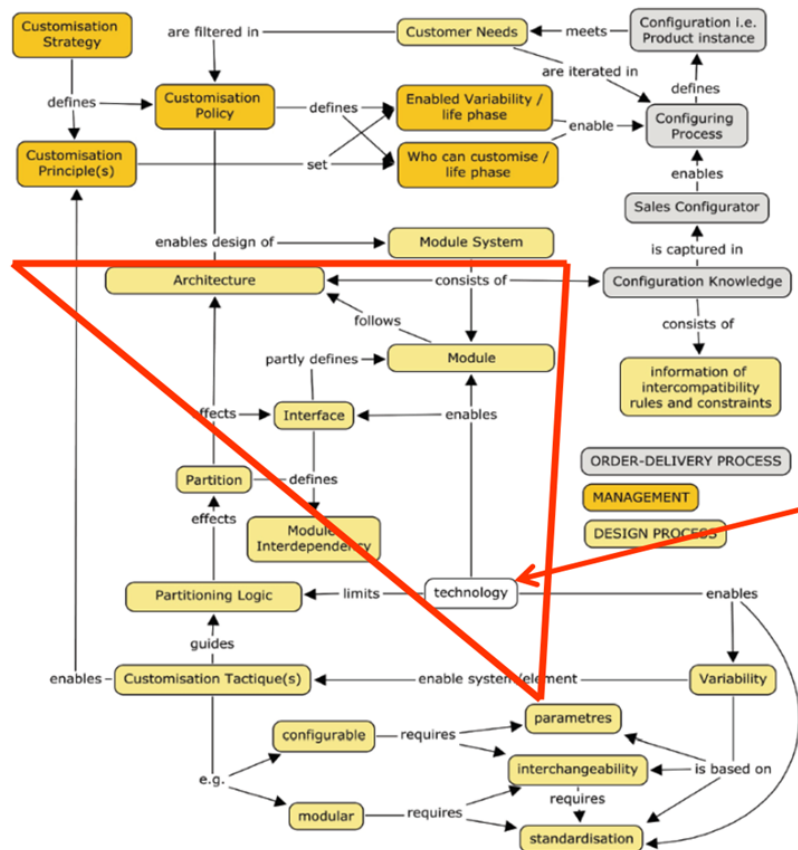 Customisation
Strategy
are filtered in
Customer Needs
meets
Configuration i.e.
Product instance
are iterated in
defines
Customisation
Policy
defines
Enabled Variability /
life phase
defines
enable
Configuring
Process
Customisation
Principle(s)
set
Who can customise /
life phase
enables
Sales Configurator
enables design of
Module System
is captured in
Architecture
consists of
Configuration Knowledge
follows
consists of
partly defines
Module
information of
intercompatibility
rules and constraints
effects
Interface
enables
ORDER-DELIVERY PROCESS
Partition
defines
MANAGEMENT
effects
Module
Interdependency
DESIGN PROCESS
Partitioning Logic
limits
technology
enables
guides
enables
Customisation Tactique(s)
enable system/element
Variability
parametres
configurable
requires
e.g.
intercheageability
is based on
modular
requires
requires
standardisation